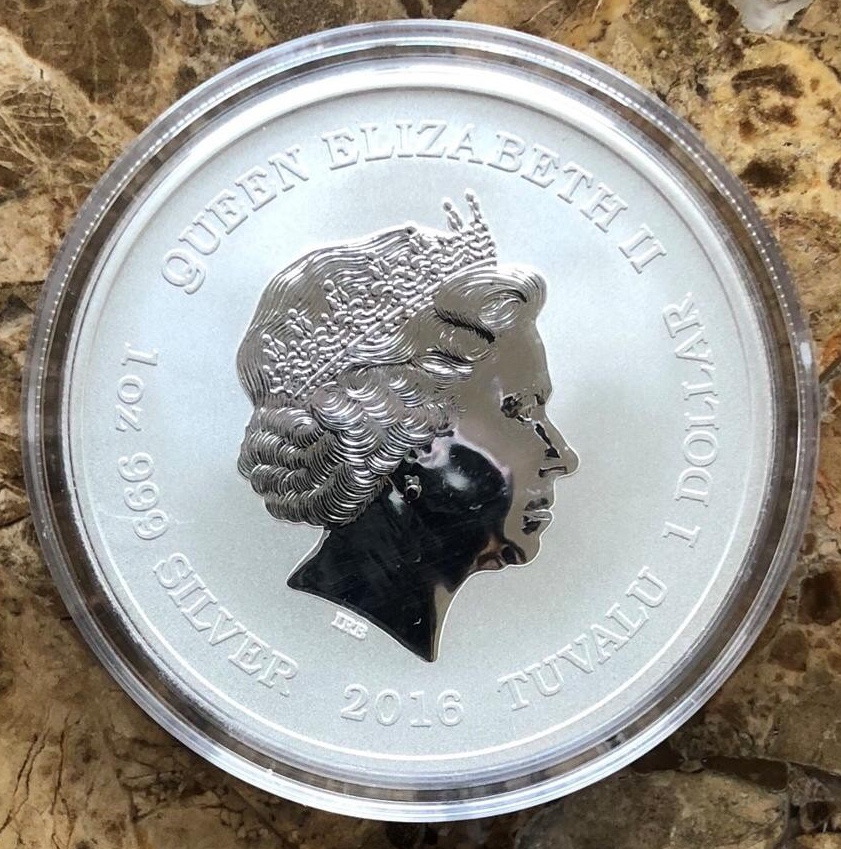 QUEEN ELIZABETH II
1oz 999 SILVER 2016 TUVALU 1 DOLLAR
IRB